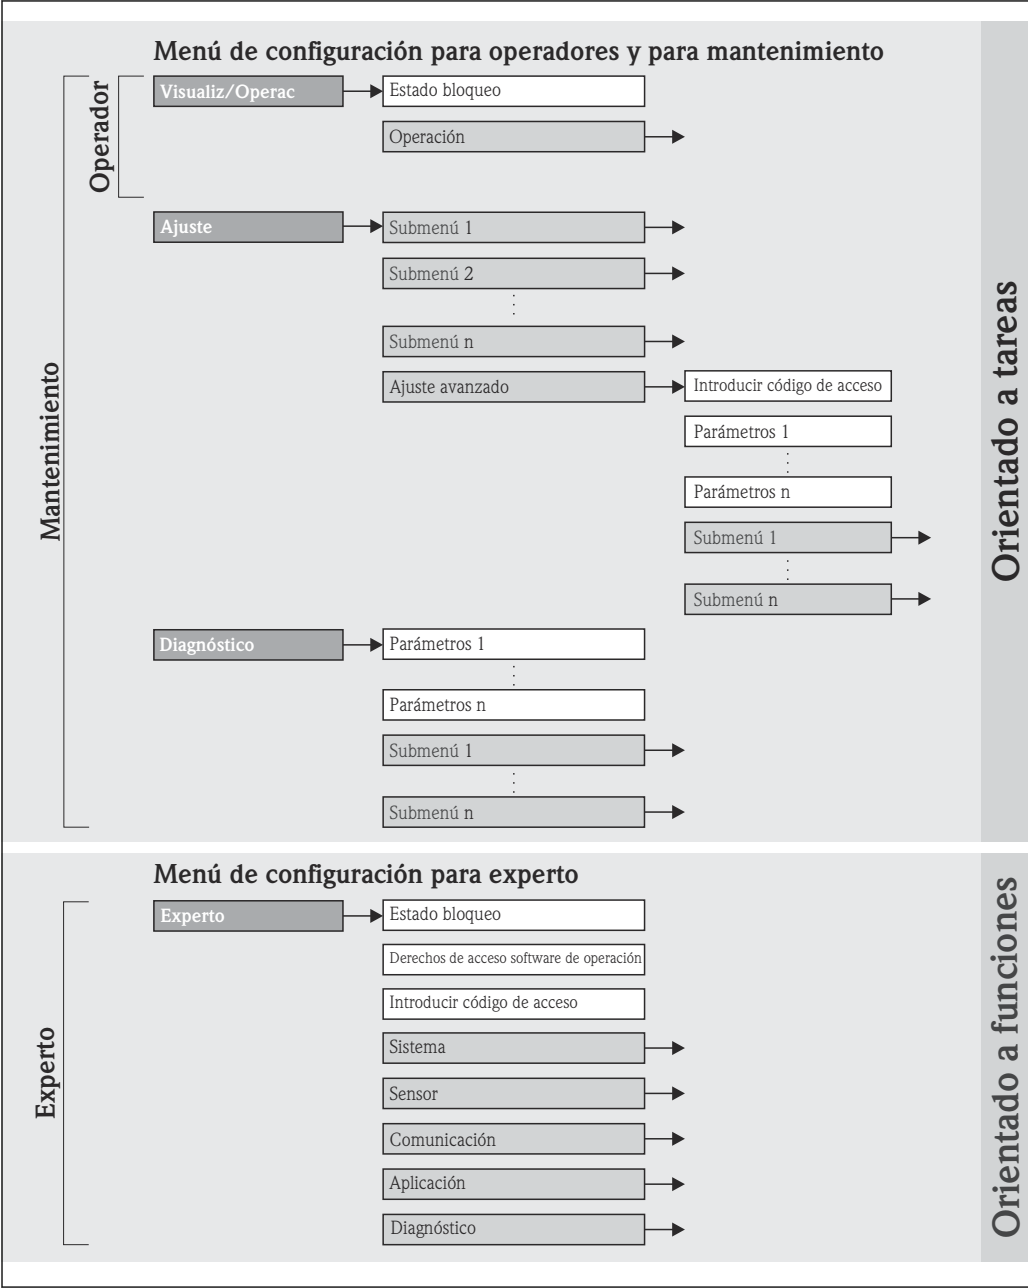 Menú de configuración para operadores y para mantenimiento
Operador
Mantenimiento
Visualiz/Operac
Estado bloqueo
Operación
Ajuste
Submenú 1
Submenú 2
Submenú n
Ajuste avanzado
Introducir código de acceso
Parámetros 1
Parámetros n
Submenú 1
Submenú n
Diagnóstico
Parámetros 1
Parámetros n
Submenú 1
Submenú n
Orientado a tareas
Menú de configuración para experto
Experto
Experto
Estado bloqueo
Derechos de acceso software de operación
Introducir código de acceso
Sistema
Sensor
Comunicación
Aplicación
Diagnóstico
Orientado a funciones